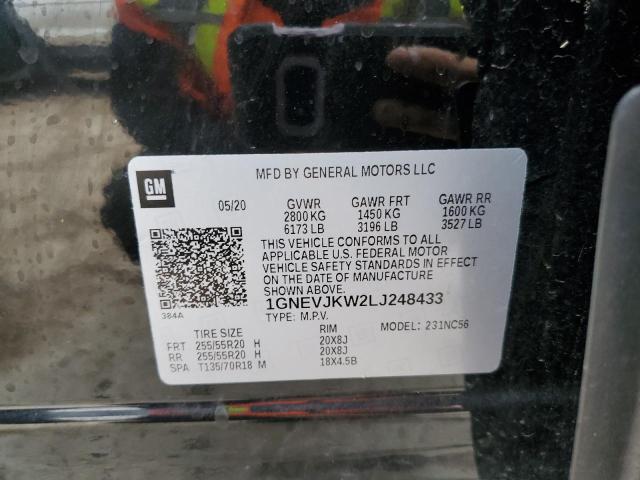 GM
MFD BY GENERAL MOTORS LLC
05/20 GVWR GAWR FRT GAWR RR
2800 KG 1450 KG 1600 KG
6173 LB 3196 LB 3527 LB
THIS VEHICLE CONFORMS TO ALL
APPLICABLE U.S. FEDERAL MOTOR
VEHICLE SAFETY STANDARDS IN EFFECT
ON THE DATE OF MANUFACTURE
SHOWN ABOVE.
1GNEVJKW2LJ248433
384A
TYPE: M.P.V.
TIRE SIZE RIM MODEL: 231NC56
FRT 255/55R20 H 20X8J
RR 255/55R20 H 20X8J
SPA T135/70R18 M 18X4.5B